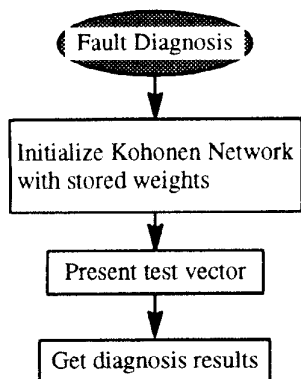 Fault Diagnosis
Initialize Kohonen Network
with stored weights
Present test vector
Get diagnosis results